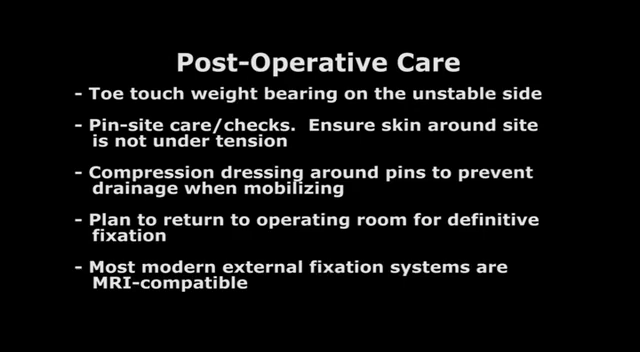 Post-Operative Care
- Toe touch weight bearing on the unstable side
- Pin-site care/checks.  Ensure skin around site
is not under tension
- Compression dressing around pins to prevent
drainage when mobilizing
- Plan to return to operating room for definitive
fixation
- Most modern external fixation systems are
MRI-compatible